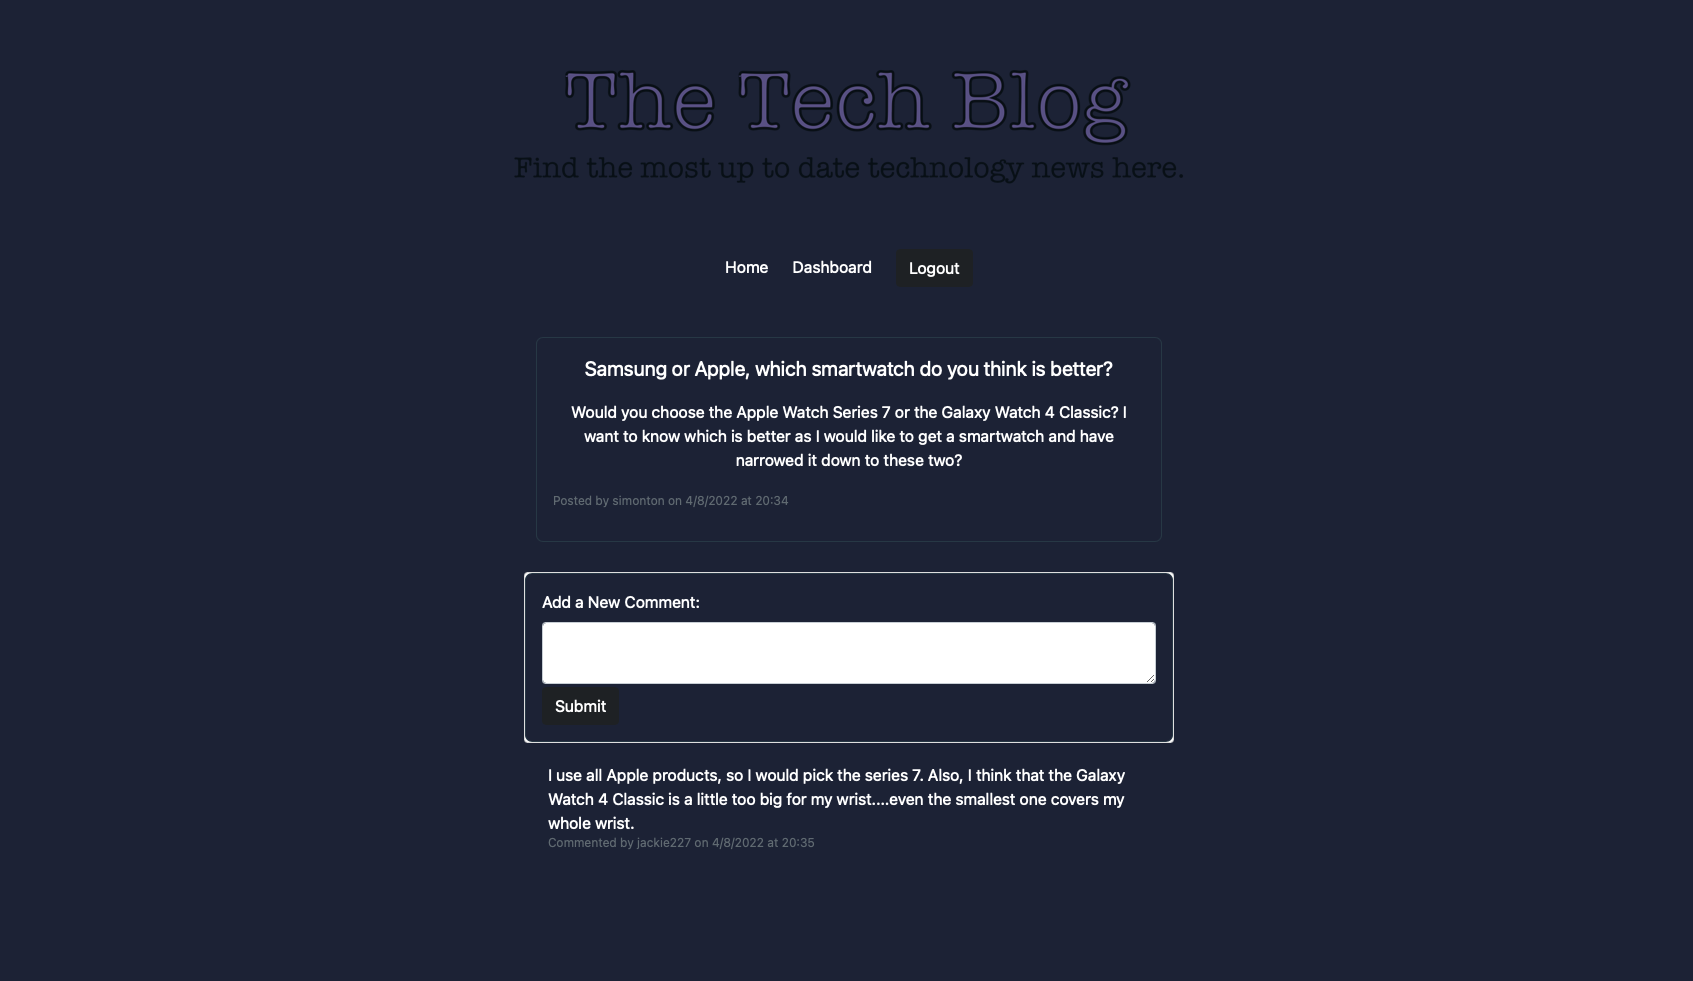 The Tech Blog
Find the most up to date technology news here.
Home Dashboard Logout
Samsung or Apple, which smartwatch do you think is better?
Would you choose the Apple Watch Series 7 or the Galaxy Watch 4 Classic? I
want to know which is better as I would like to get a smartwatch and have
narrowed it down to these two?
Posted by simonton on 4/8/2022 at 20:34
Add a New Comment:
Submit
I use all Apple products, so I would pick the series 7. Also, I think that the Galaxy
Watch 4 Classic is a little too big for my wrist....even the smallest one covers my
whole wrist.
Commented by jackie227 on 4/8/2022 at 20:35